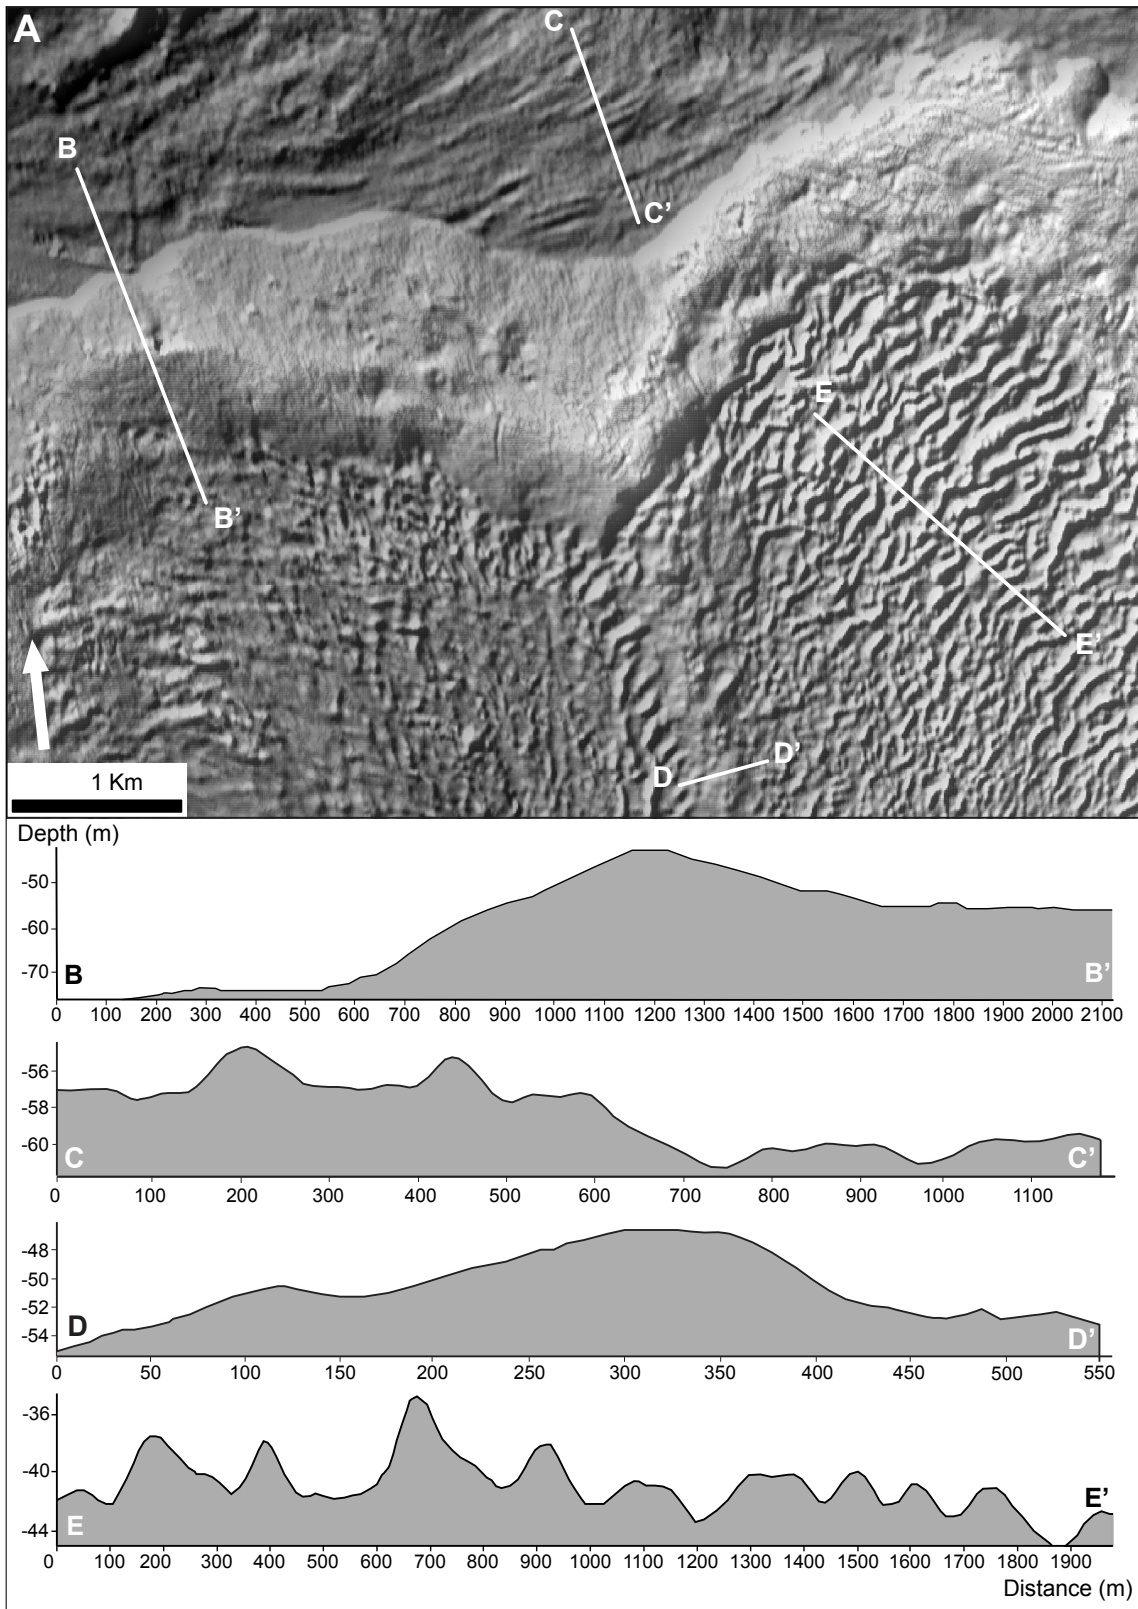 A
C
B
C'
E
B'
E'
D'
D
1 Km
Depth (m)
-50
-60
-70
B
B'
0 100 200 300 400 500 600 700 800 900 1000 1100 1200 1300 1400 1500 1600 1700 1800 1900 2000 2100
-56
-58
-60
C
C'
0 100 200 300 400 500 600 700 800 900 1000 1100
-48
-50
-52
-54
D
D'
0 50 100 150 200 250 300 350 400 450 500 550
-36
-40
-44
E
E'
0 100 200 300 400 500 600 700 800 900 1000 1100 1200 1300 1400 1500 1600 1700 1800 1900
Distance (m)